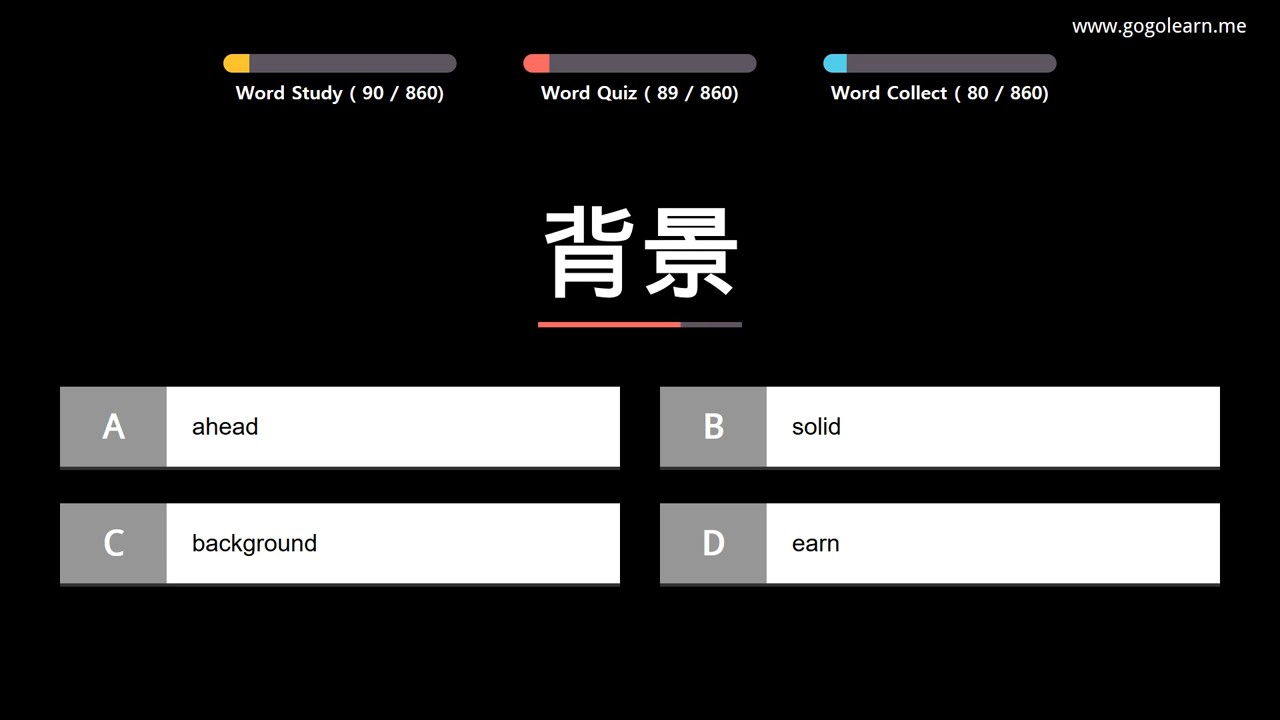 www.gogolearn.me
Word Study ( 90 / 860)
Word Quiz ( 89 / 860)
Word Collect ( 80 / 860)
背景
A ahead
B solid
C background
D earn